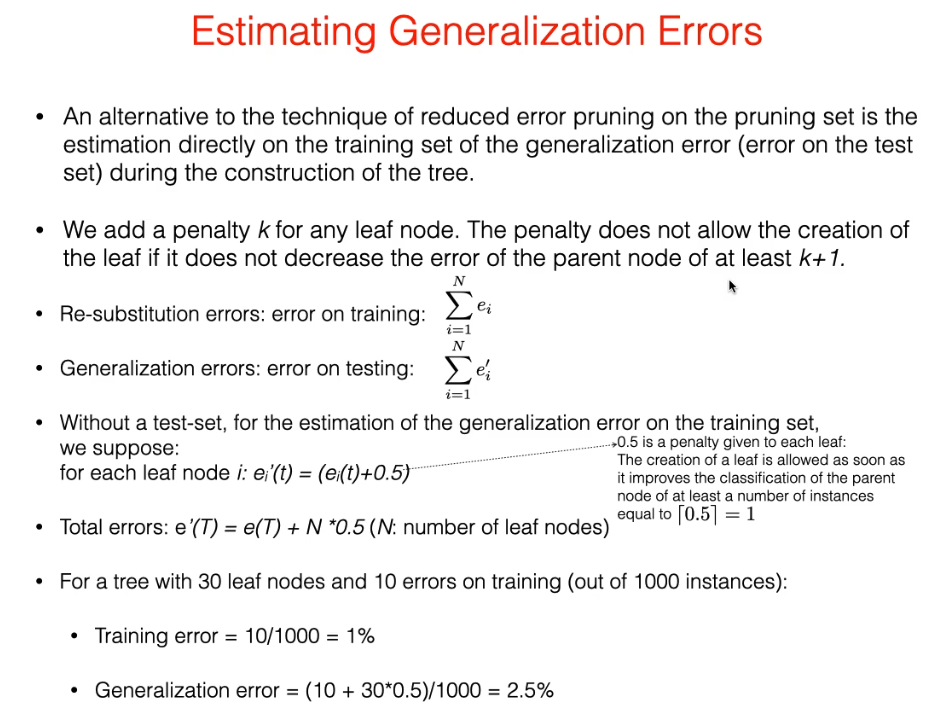 Estimating Generalization Errors
• An alternative to the technique of reduced error pruning on the pruning set is the
estimation directly on the training set of the generalization error (error on the test
set) during the construction of the tree.
• We add a penalty k for any leaf node. The penalty does not allow the creation of
the leaf if it does not decrease the error of the parent node of at least k+1.
• Re-substitution errors: error on training: $\sum_{i=1}^{N} e_i$
• Generalization errors: error on testing: $\sum_{i=1}^{N} e'_i$
• Without a test-set, for the estimation of the generalization error on the training set,
we suppose:
for each leaf node i: eᵢ'(t) = (eᵢ(t)+0.5)
0.5 is a penalty given to each leaf:
The creation of a leaf is allowed as soon as
it improves the classification of the parent
node of at least a number of instances
equal to ⌈0.5⌉ = 1
• Total errors: e'(T) = e(T) + N *0.5 (N: number of leaf nodes)
• For a tree with 30 leaf nodes and 10 errors on training (out of 1000 instances):
• Training error = 10/1000 = 1%
• Generalization error = (10 + 30*0.5)/1000 = 2.5%